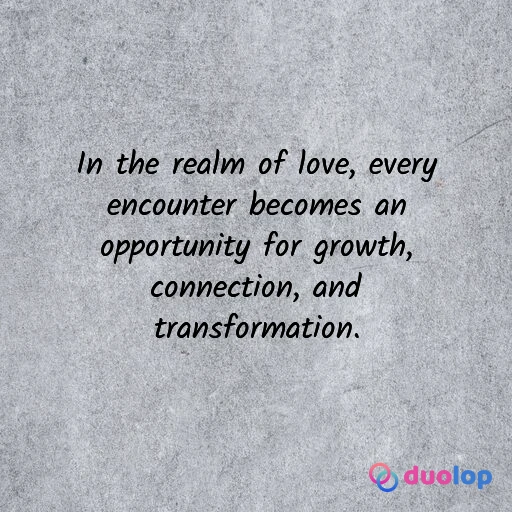 In the realm of love, every
encounter becomes an
opportunity for growth,
connection, and
transformation.
duolop